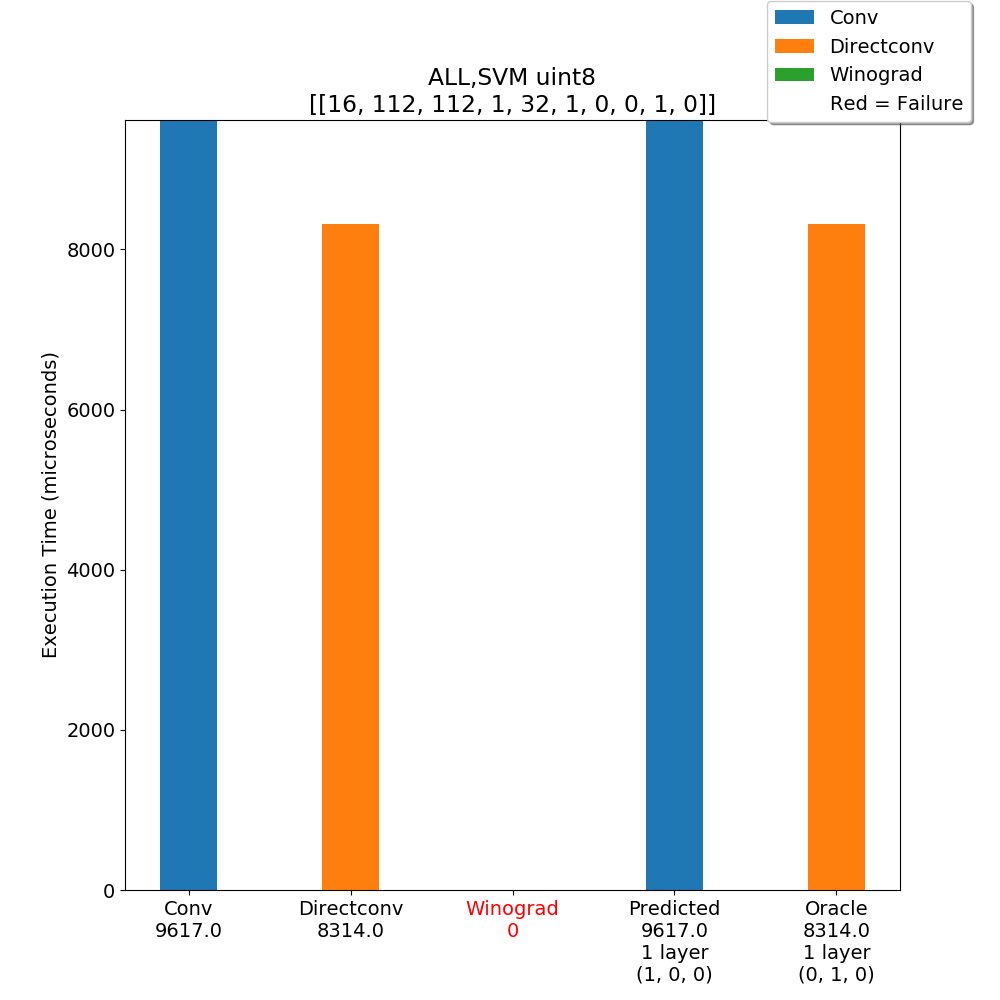 Conv
Directconv
Winograd
Red = Failure
ALL,SVM uint8
[[16, 112, 112, 1, 32, 1, 0, 0, 1, 0]]
Execution Time (microseconds)
8000
6000
4000
2000
0
Conv
9617.0
Directconv
8314.0
Winograd
0
Predicted
9617.0
1 layer
(1, 0, 0)
Oracle
8314.0
1 layer
(0, 1, 0)